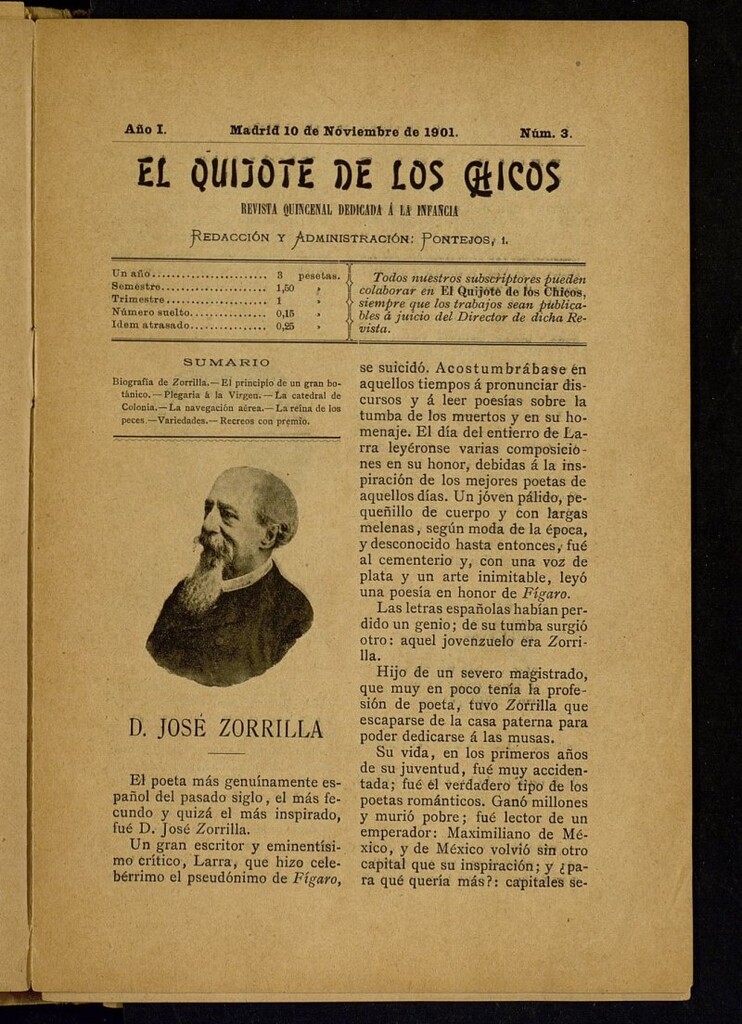 Año I.
Madrid 10 de Noviembre de 1901.
Núm. 3.
EL QUIJOTE DE LOS CHICOS
REVISTA QUINCENAL DEDICADA Á LA INFANCIA
REDACCIÓN Y ADMINISTRACIÓN: PONTEJOS, 1.
Un año...................... 3 pesetas.
Semestre.................... 1,50 »
Trimestre................... 1 »
Número suelto............... 0,15 »
Idem atrasado............... 0,25 »
Todos nuestros subscriptores pueden
colaborar en El Quijote de los Chicos,
siempre que los trabajos sean publica-
bles á juicio del Director de dicha Re-
vista.
SUMARIO
Biografía de Zorrilla.—El principio de un gran bo-
tánico.—Plegaria á la Virgen.—La catedral de
Colonia.—La navegación aérea.—La reina de los
peces.—Variedades.—Recreos con premio.
D. JOSÉ ZORRILLA
El poeta más genuínamente es-
pañol del pasado siglo, el más fe-
cundo y quizá el más inspirado,
fué D. José Zorrilla.
Un gran escritor y eminentísi-
mo crítico, Larra, que hizo cele-
bérrimo el pseudónimo de Fígaro,
se suicidó. Acostumbrábase en
aquellos tiempos á pronunciar dis-
cursos y á leer poesías sobre la
tumba de los muertos y en su ho-
menaje. El día del entierro de La-
rra leyéronse varias composicio-
nes en su honor, debidas á la ins-
piración de los mejores poetas de
aquellos días. Un jóven pálido, pe-
queñillo de cuerpo y con largas
melenas, según moda de la época,
y desconocido hasta entonces, fué
al cementerio y, con una voz de
plata y un arte inimitable, leyó
una poesía en honor de Fígaro.
Las letras españolas habían per-
dido un genio; de su tumba surgió
otro: aquel jovenzuelo era Zorri-
lla.
Hijo de un severo magistrado,
que muy en poco tenía la profe-
sión de poeta, tuvo Zorrilla que
escaparse de la casa paterna para
poder dedicarse á las musas.
Su vida, en los primeros años
de su juventud, fué muy acciden-
tada; fué el verdadero tipo de los
poetas románticos. Ganó millones
y murió pobre; fué lector de un
emperador: Maximiliano de Mé-
xico, y de México volvió sin otro
capital que su inspiración; y ¿pa-
ra qué quería más?: capitales se-